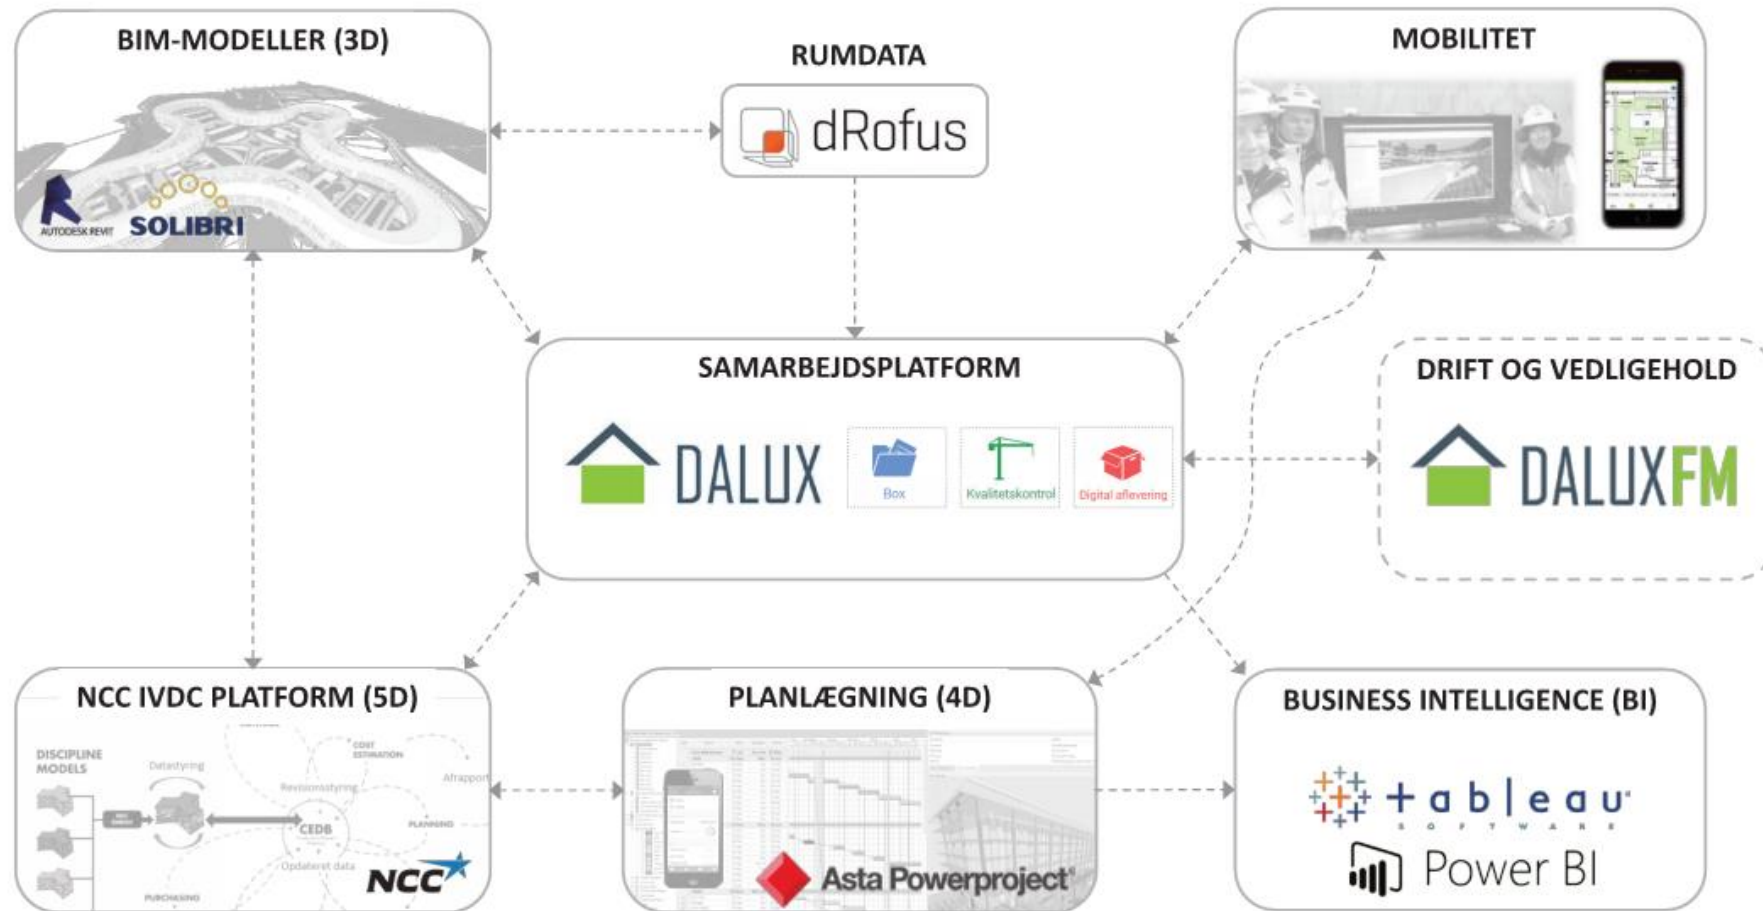 BIM-MODELLER (3D)
AUTODESK REVIT
SOLIBRI
RUMDATA
dRofus
MOBILITET
SAMARBEJDSPLATFORM
DALUX
Box
Kvalitetskontrol
Digital aflevering
DRIFT OG VEDLIGEHOLD
DALUXFM
NCC IVDC PLATFORM (5D)
DISCIPLINE
MODELS
Datastyring
COST
ESTIMATION
Afrapport
Revisionsstyring
CEDB
PLANNING
Opdateret data
PURCHASING
NCC
PLANLÆGNING (4D)
Asta Powerproject
BUSINESS INTELLIGENCE (BI)
+ableau
SOFTWARE
Power BI